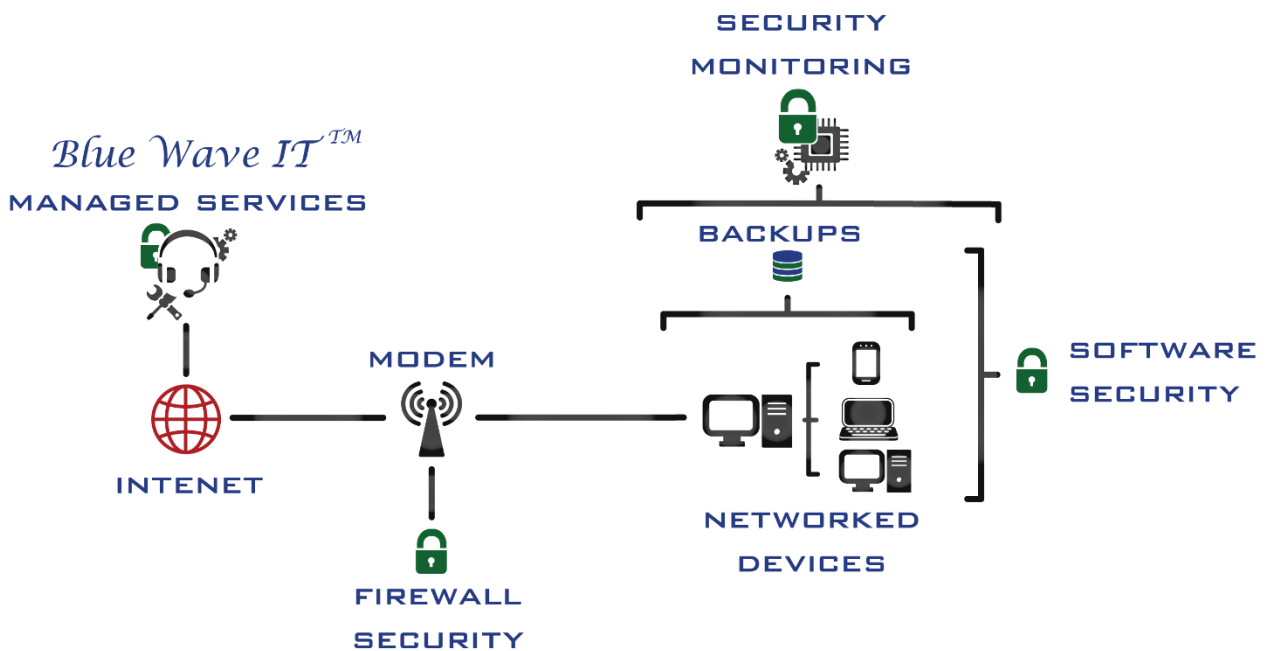 SECURITY
MONITORING
Blue Wave IT™
MANAGED SERVICES
BACKUPS
MODEM
SOFTWARE
SECURITY
INTENET
NETWORKED
DEVICES
FIREWALL
SECURITY